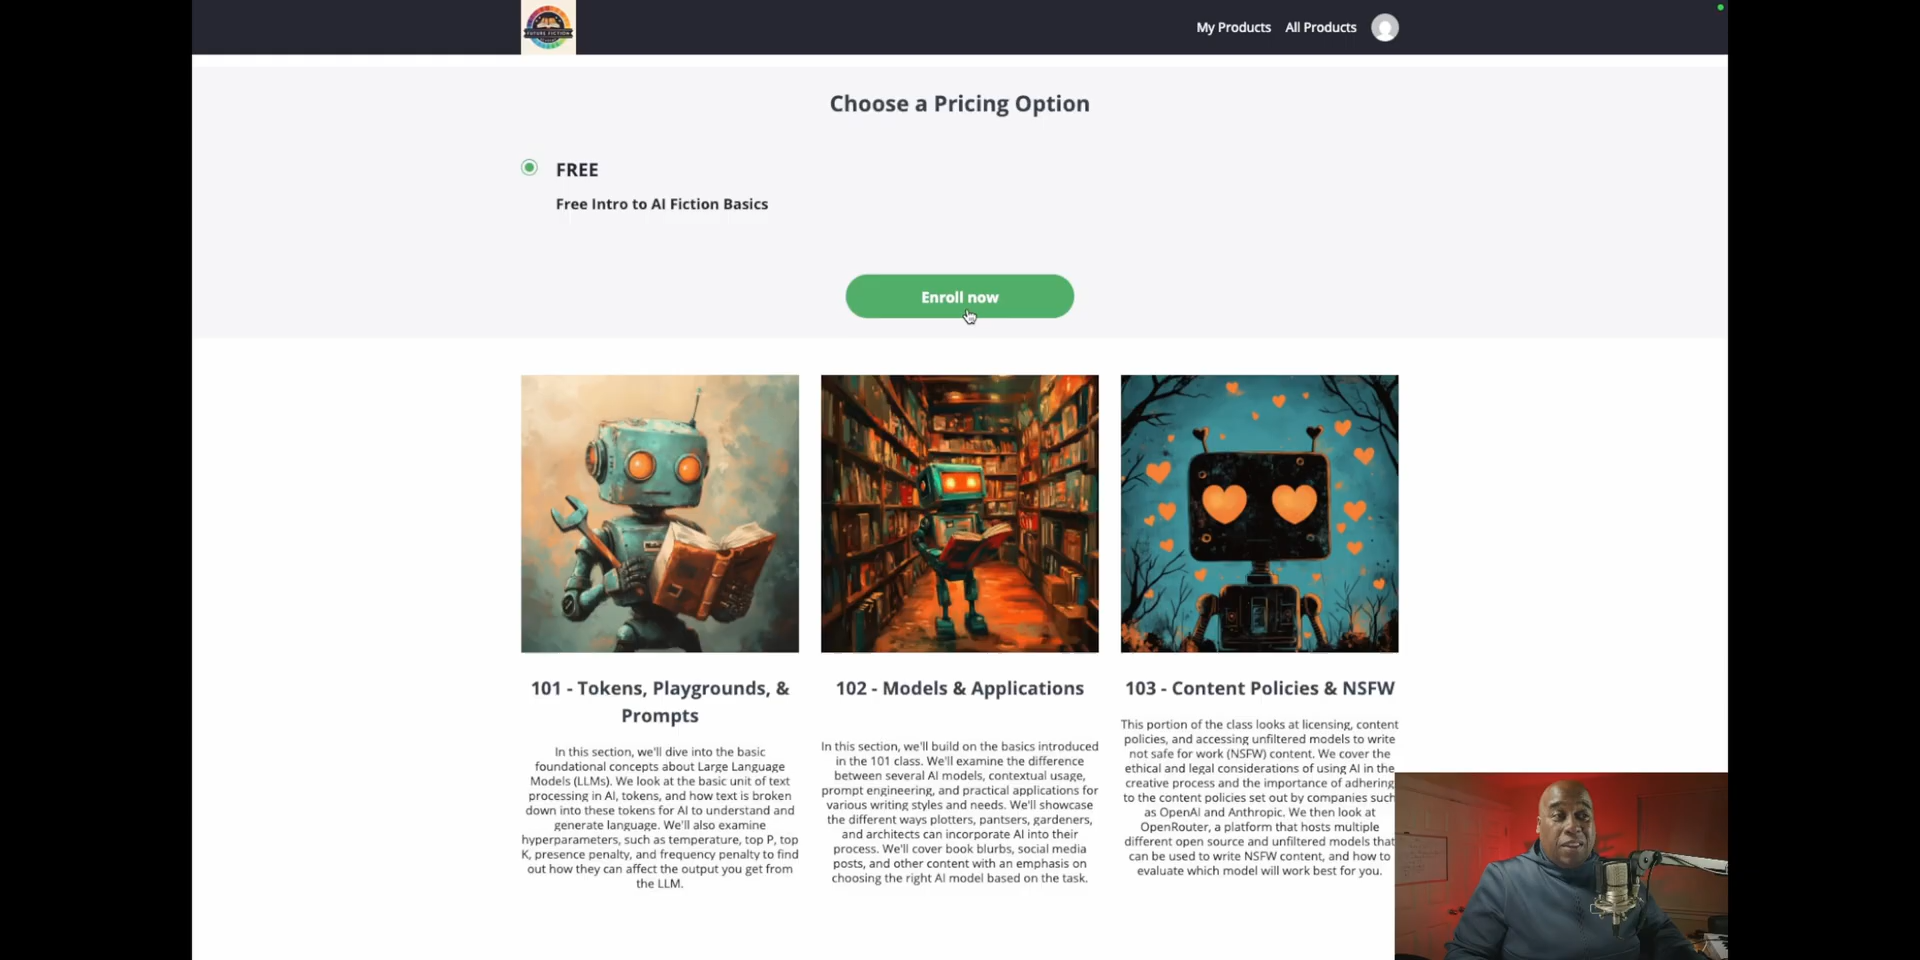 FUTURE FICTION
My Products
All Products
Choose a Pricing Option
FREE
Free Intro to AI Fiction Basics
Enroll now
101 - Tokens, Playgrounds, &
Prompts
In this section, we'll dive into the basic
foundational concepts about Large Language
Models (LLMs). We look at the basic unit of text
processing in AI, tokens, and how text is broken
down into these tokens for AI to understand and
generate language. We'll also examine
hyperparameters, such as temperature, top P, top
K, presence penalty, and frequency penalty to find
out how they can affect the output you get from
the LLM.
102 - Models & Applications
In this section, we'll build on the basics introduced
in the 101 class. We'll examine the difference
between several AI models, contextual usage,
prompt engineering, and practical applications for
various writing styles and needs. We'll showcase
the different ways plotters, pantsers, gardeners,
and architects can incorporate AI into their
process. We'll cover book blurbs, social media
posts, and other content with an emphasis on
choosing the right AI model based on the task.
103 - Content Policies & NSFW
This portion of the class looks at licensing, content
policies, and accessing unfiltered models to write
not safe for work (NSFW) content. We cover the
ethical and legal considerations of using AI in the
creative process and the importance of adhering
to the content policies set out by companies such
as OpenAI and Anthropic. We then look at
OpenRouter, a platform that hosts multiple
different open source and unfiltered models that
can be used to write NSFW content, and how to
evaluate which model will work best for you.